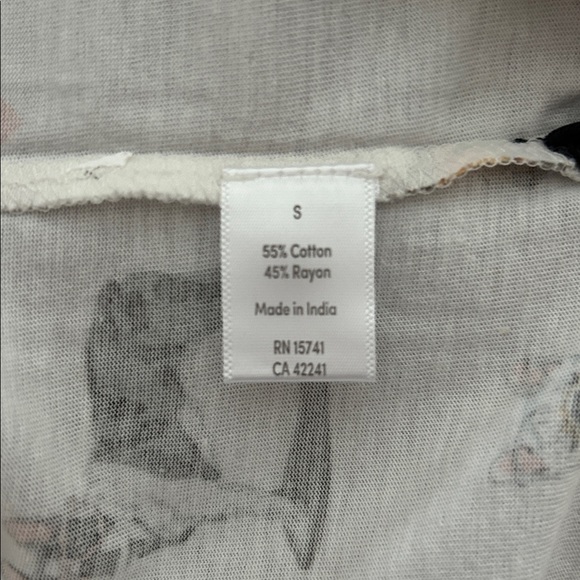 S
55% Cotton
45% Rayon
Made in India
RN 15741
CA 42241